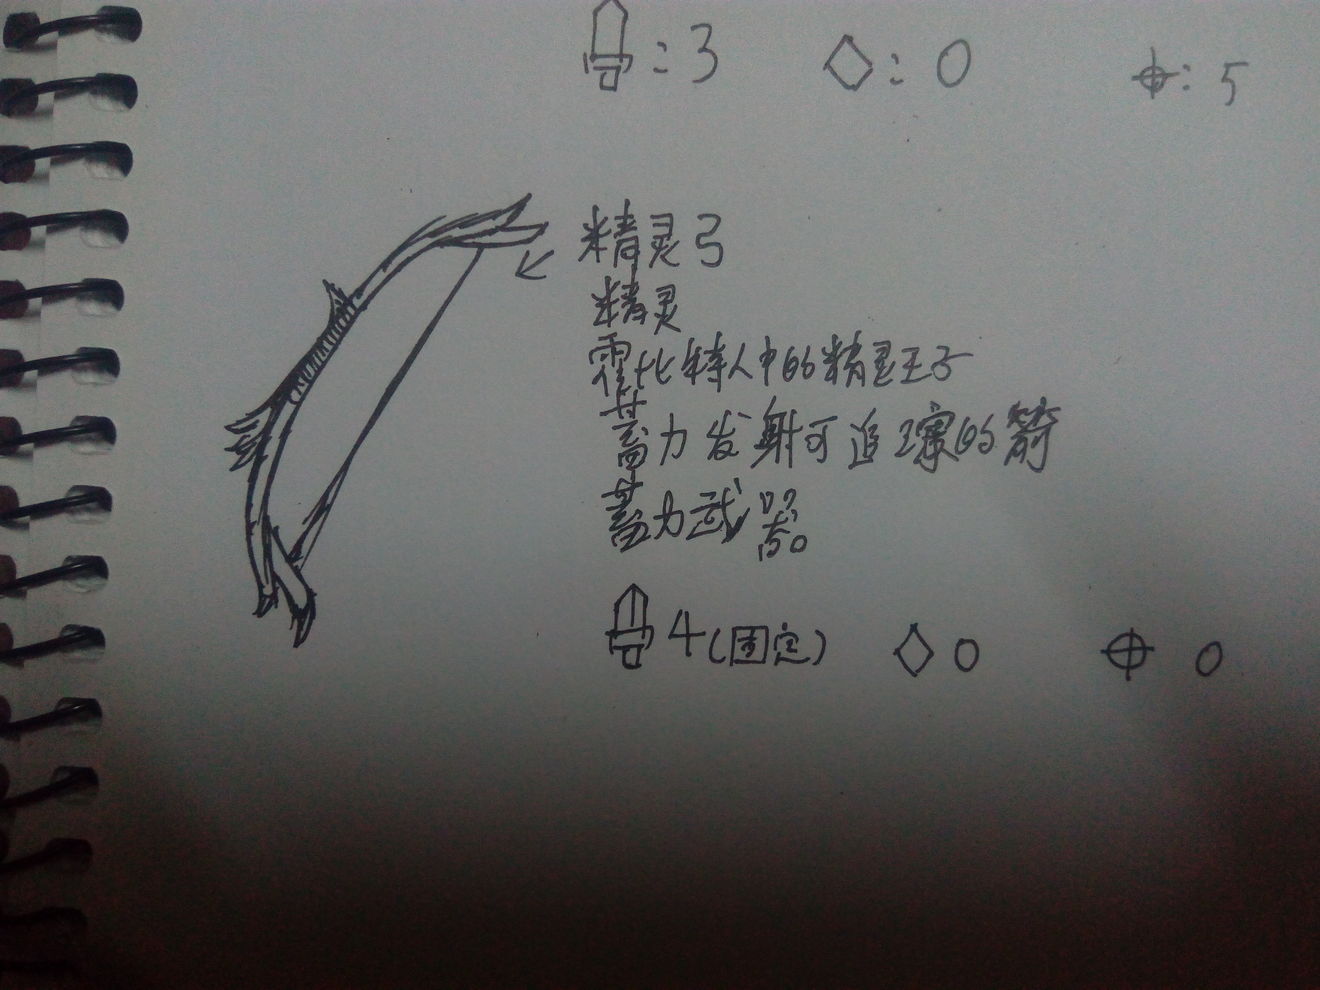 :3 :0 :5
精灵弓
精灵
霍比特人中的精灵王子
蓄力发射可追踪的箭
蓄力武器。
4(固定) 0 0